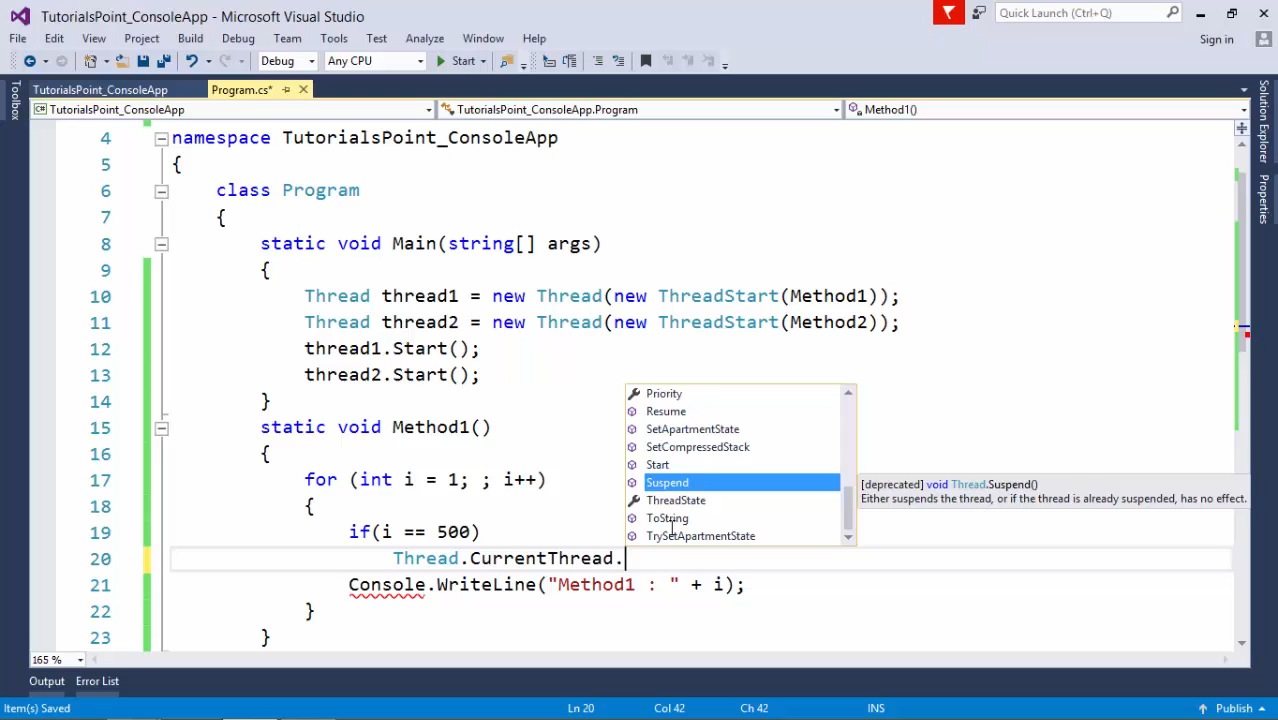 TutorialsPoint_ConsoleApp - Microsoft Visual Studio
Quick Launch (Ctrl+Q)
File Edit View Project Build Debug Team Tools Test Analyze Window Help
Sign in
Debug Any CPU Start
TutorialsPoint_ConsoleApp Program.cs*
TutorialsPoint_ConsoleApp TutorialsPoint_ConsoleApp.Program Method1()
Toolbox
Solution Explorer
Properties
4 namespace TutorialsPoint_ConsoleApp
5 {
6 class Program
7 {
8 static void Main(string[] args)
9 {
10 Thread thread1 = new Thread(new ThreadStart(Method1));
11 Thread thread2 = new Thread(new ThreadStart(Method2));
12 thread1.Start();
13 thread2.Start();
14 }
15 static void Method1()
16 {
17 for (int i = 1; ; i++)
18 {
19 if(i == 500)
20 Thread.CurrentThread.
21 Console.WriteLine("Method1 : " + i);
22 }
23 }
Priority
Resume
SetApartmentState
SetCompressedStack
Start
Suspend
ThreadState
ToString
TrySetApartmentState
[deprecated] void Thread.Suspend()
Either suspends the thread, or if the thread is already suspended, has no effect.
165 %
Output Error List
Item(s) Saved Ln 20 Col 42 Ch 42 INS Publish